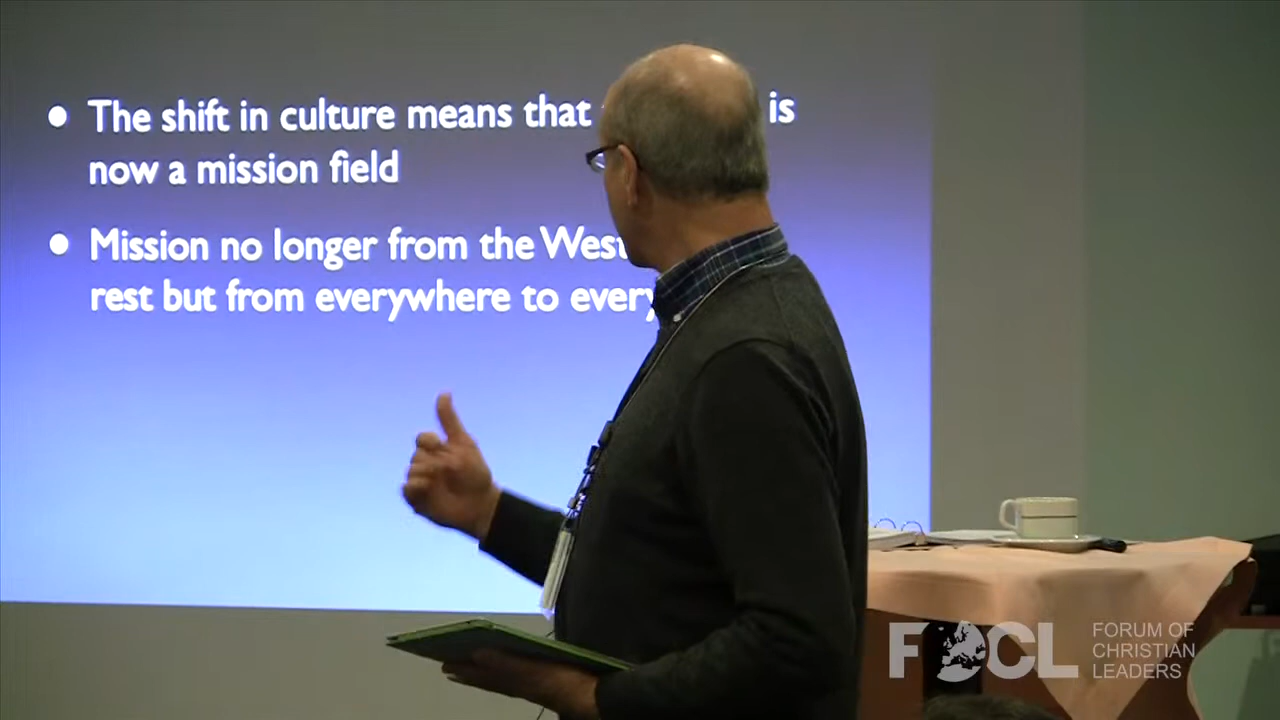 • The shift in culture means that is
now a mission field
• Mission no longer from the West
rest but from everywhere to every
FOCL
FORUM OF
CHRISTIAN
LEADERS